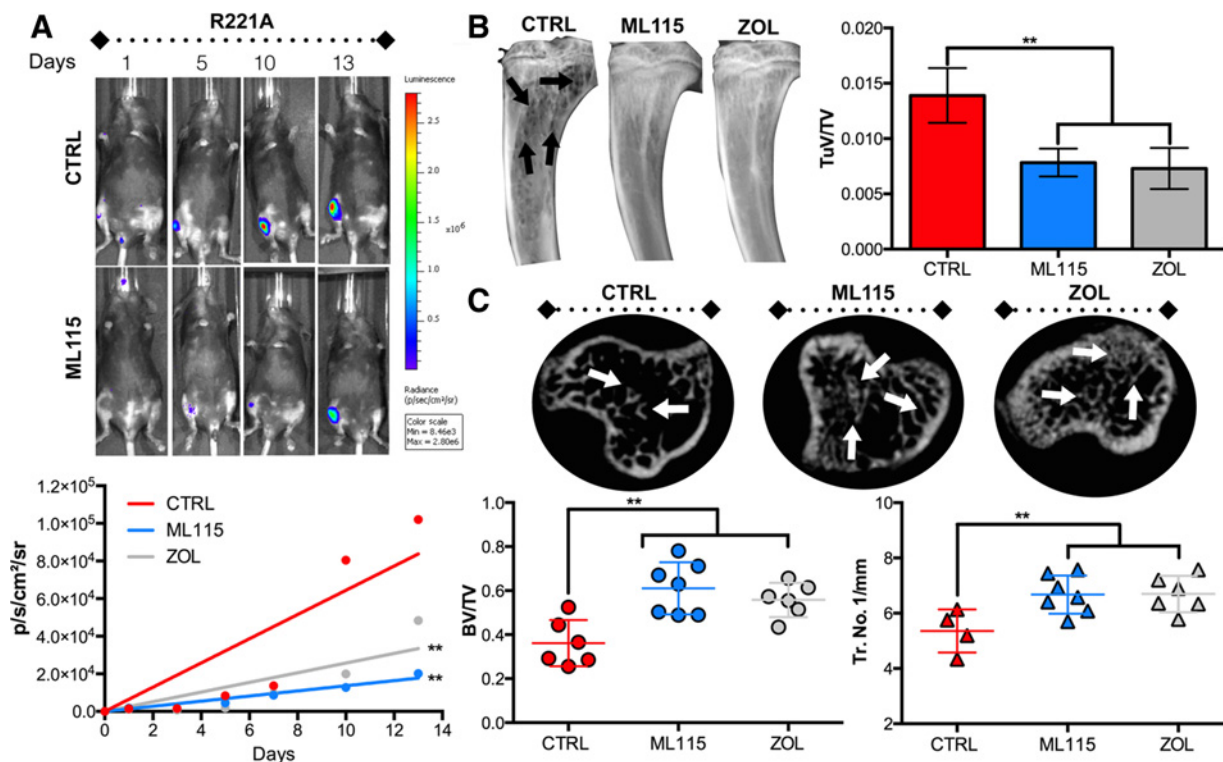 A
R221A
Days 1 5 10 13
CTRL
ML115
Luminescence
2.5
2.0
1.5
x10⁶
1.0
0.5
Radiance
(p/sec/cm²/sr)
Color scale
Min = 8.46e3
Max = 2.80e6
1.2×10⁵
1.0×10⁵
8.0×10⁴
6.0×10⁴
4.0×10⁴
2.0×10⁴
0.0
p/s/cm²/sr
CTRL
ML115
ZOL
**
**
0 2 4 6 8 10 12 14
Days
B
CTRL ML115 ZOL
**
0.020
0.015
0.010
0.005
0.000
TuV/TV
CTRL ML115 ZOL
C
CTRL ML115 ZOL
**
1.0
0.8
0.6
0.4
0.2
0.0
BV/TV
CTRL ML115 ZOL
**
10
8
6
4
2
Tr. No. 1/mm
CTRL ML115 ZOL